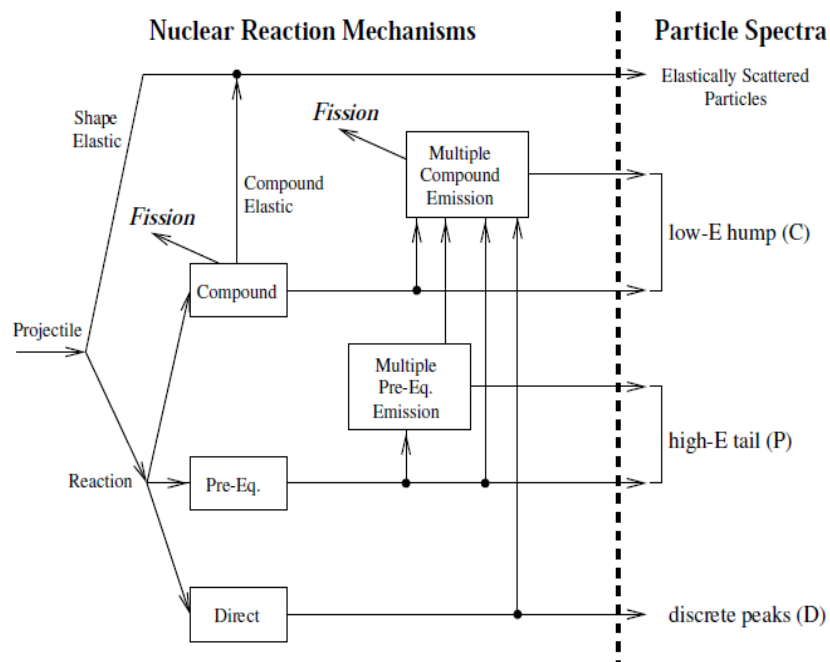 Nuclear Reaction Mechanisms
Particle Spectra
Elastically Scattered
Particles
Shape
Elastic
Fission
Multiple
Compound
Emission
Compound
Elastic
Fission
low-E hump (C)
Compound
Projectile
Multiple
Pre-Eq.
Emission
high-E tail (P)
Reaction
Pre-Eq.
Direct
discrete peaks (D)